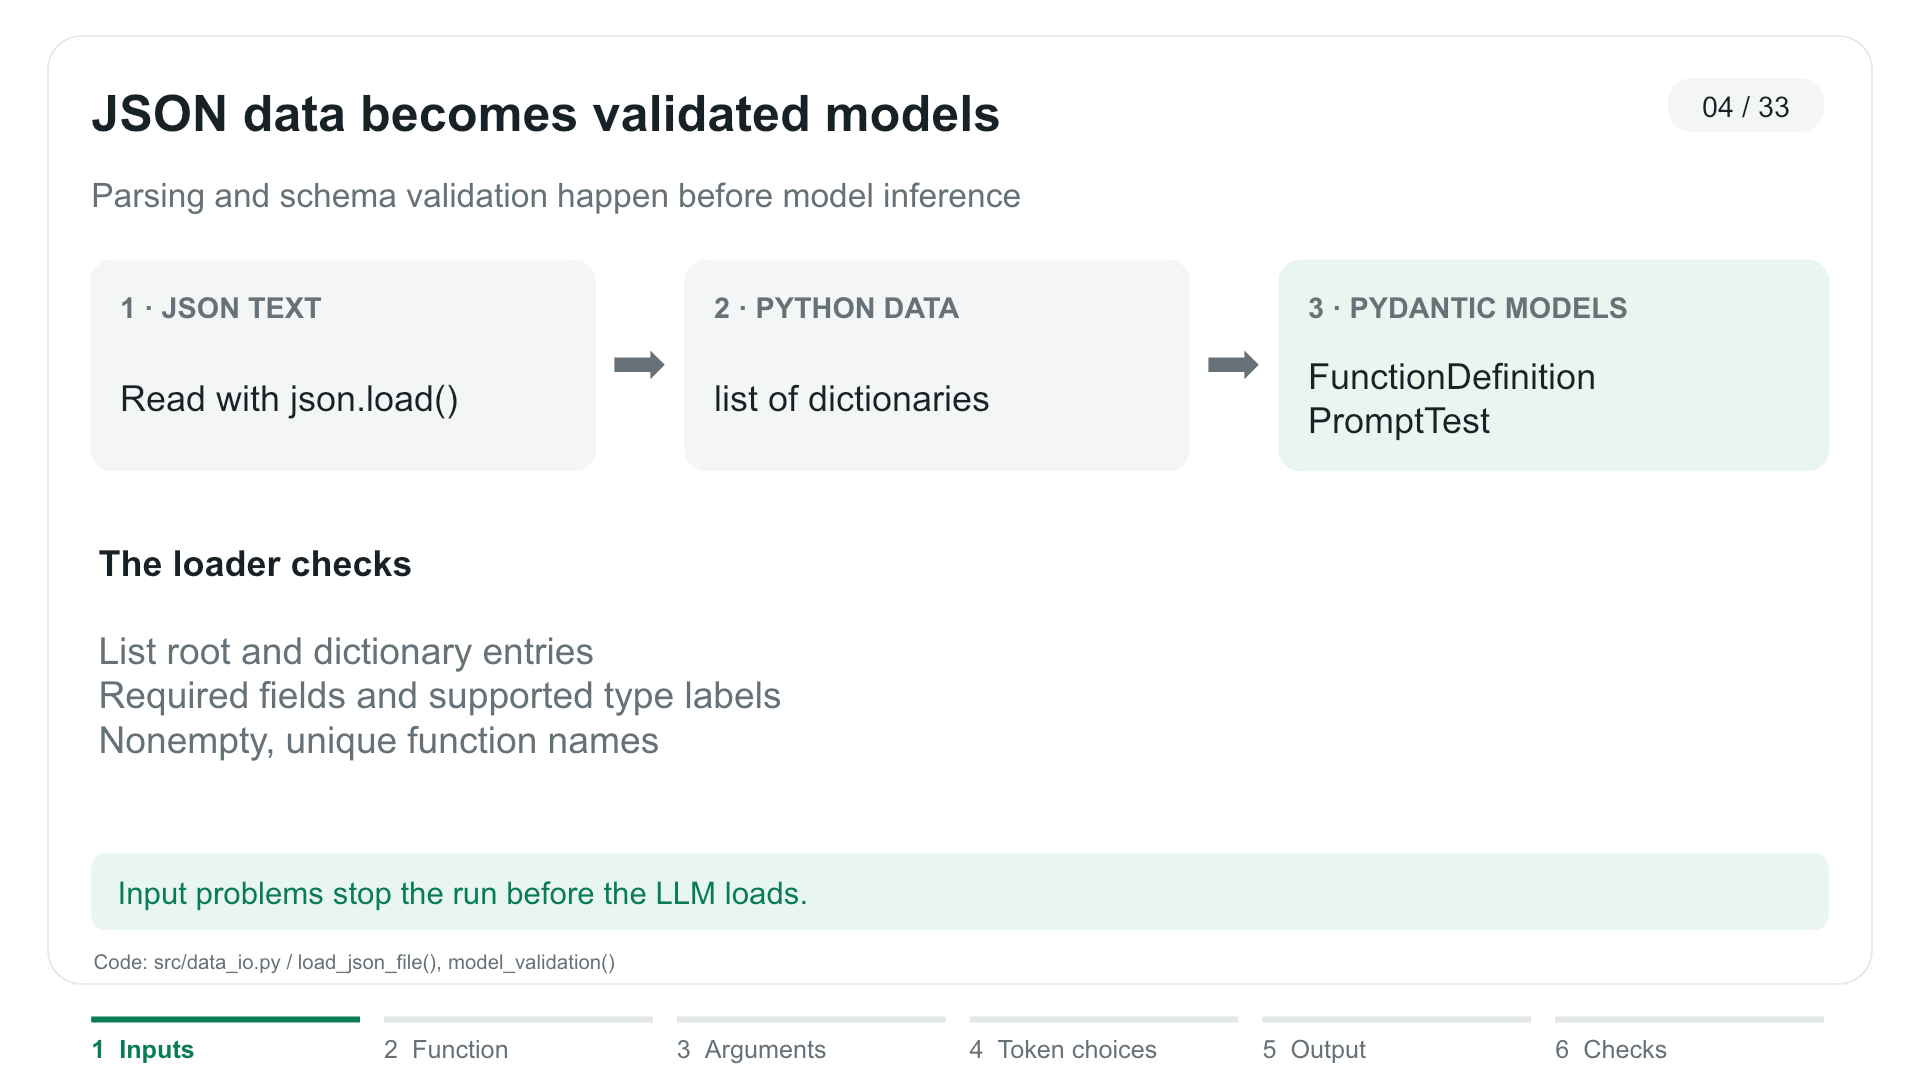 JSON data becomes validated models
04 / 33
Parsing and schema validation happen before model inference
1 · JSON TEXT
Read with json.load()
2 · PYTHON DATA
list of dictionaries
3 · PYDANTIC MODELS
FunctionDefinition
PromptTest
The loader checks
List root and dictionary entries
Required fields and supported type labels
Nonempty, unique function names
Input problems stop the run before the LLM loads.
Code: src/data_io.py / load_json_file(), model_validation()
1 Inputs
2 Function
3 Arguments
4 Token choices
5 Output
6 Checks